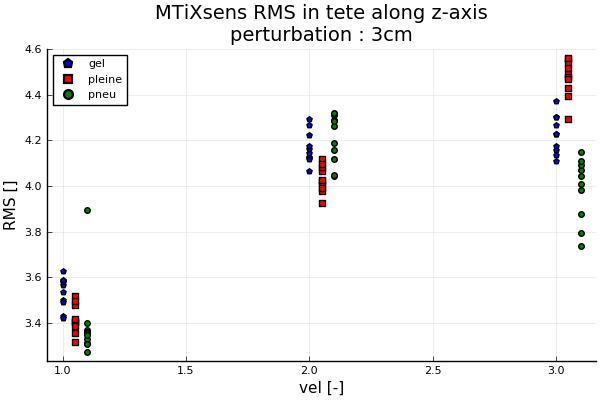 MTiXsens RMS in tete along z-axis
perturbation : 3cm
gel
pleine
pneu
RMS []
4.6
4.4
4.2
4.0
3.8
3.6
3.4
1.0
1.5
2.0
2.5
3.0
vel [-]